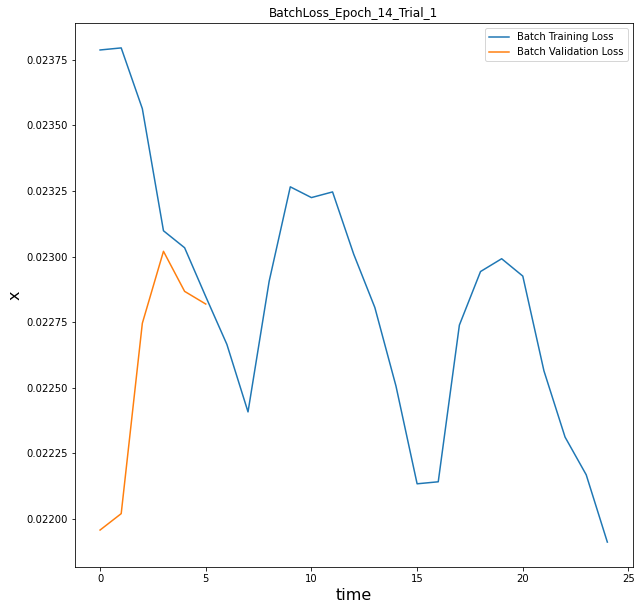 BatchLoss_Epoch_14_Trial_1
Batch Training Loss
Batch Validation Loss
0.02375
0.02350
0.02325
0.02300
0.02275
0.02250
0.02225
0.02200
x
0 5 10 15 20 25
time